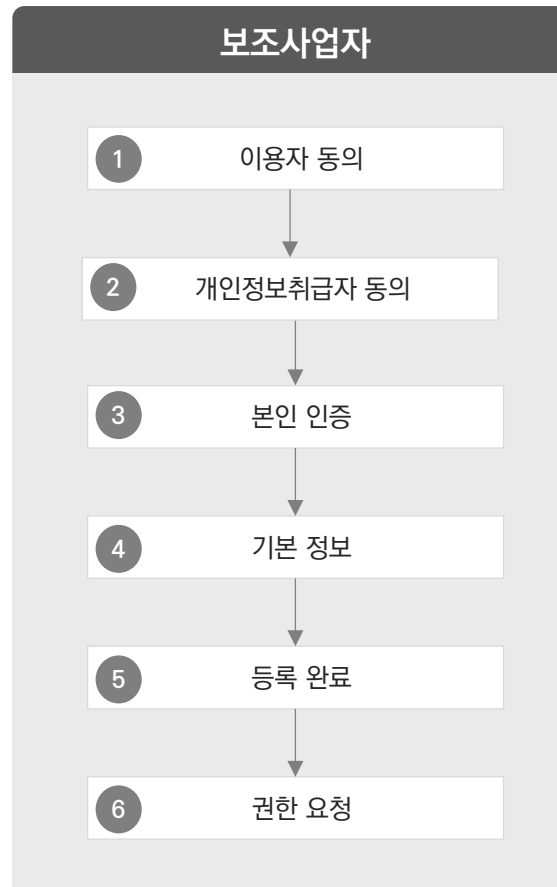 보조사업자
1 이용자 동의
2 개인정보취급자 동의
3 본인 인증
4 기본 정보
5 등록 완료
6 권한 요청